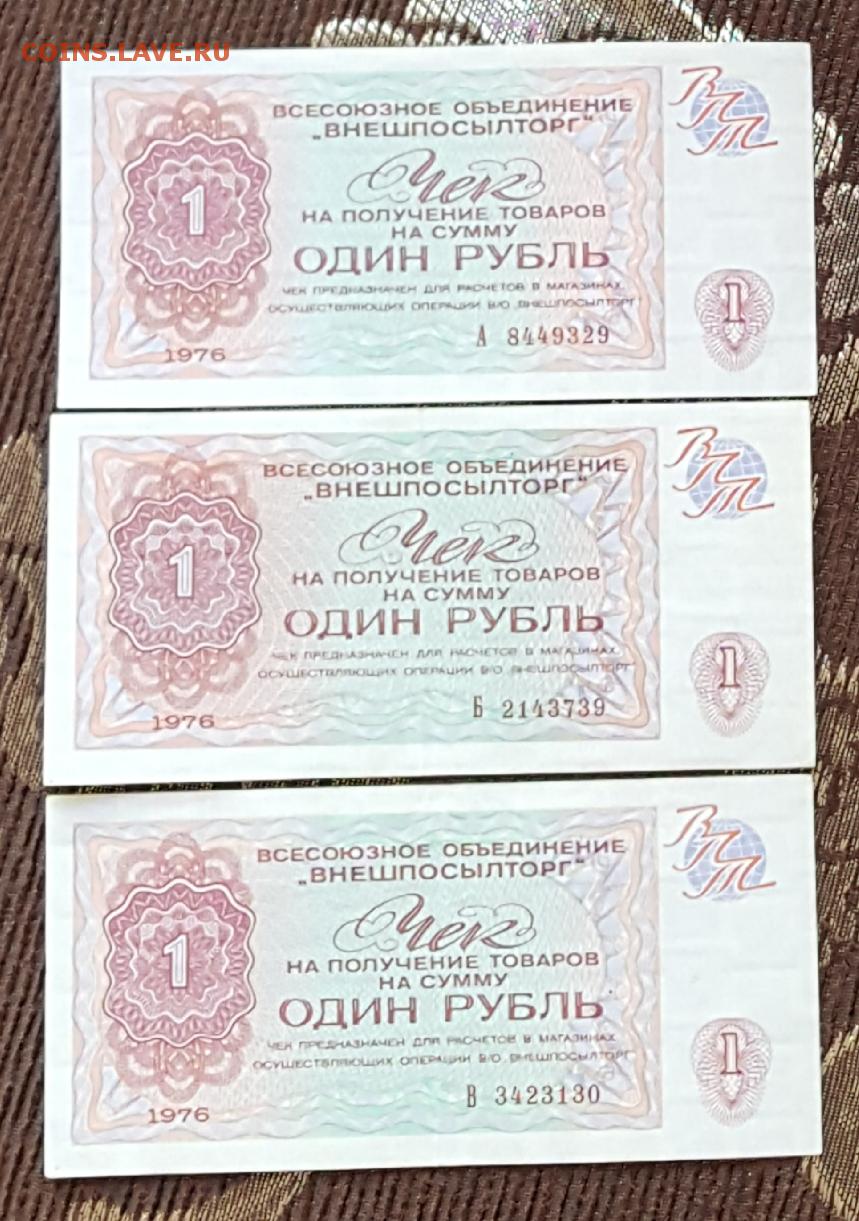 COINS.LAVE.RU
ВСЕСОЮЗНОЕ ОБЪЕДИНЕНИЕ
„ВНЕШПОСЫЛТОРГ“
ВПТ
Чек
1
НА ПОЛУЧЕНИЕ ТОВАРОВ
НА СУММУ
ОДИН РУБЛЬ
ЧЕК ПРЕДНАЗНАЧЕН ДЛЯ РАСЧЕТОВ В МАГАЗИНАХ,
ОСУЩЕСТВЛЯЮЩИХ ОПЕРАЦИИ В/О „ВНЕШПОСЫЛТОРГ“
1
А 8449329
1976
ВСЕСОЮЗНОЕ ОБЪЕДИНЕНИЕ
„ВНЕШПОСЫЛТОРГ“
ВПТ
Чек
1
НА ПОЛУЧЕНИЕ ТОВАРОВ
НА СУММУ
ОДИН РУБЛЬ
ЧЕК ПРЕДНАЗНАЧЕН ДЛЯ РАСЧЕТОВ В МАГАЗИНАХ,
ОСУЩЕСТВЛЯЮЩИХ ОПЕРАЦИИ В/О „ВНЕШПОСЫЛТОРГ“
1
Б 2143739
1976
ВСЕСОЮЗНОЕ ОБЪЕДИНЕНИЕ
„ВНЕШПОСЫЛТОРГ“
ВПТ
Чек
1
НА ПОЛУЧЕНИЕ ТОВАРОВ
НА СУММУ
ОДИН РУБЛЬ
ЧЕК ПРЕДНАЗНАЧЕН ДЛЯ РАСЧЕТОВ В МАГАЗИНАХ,
ОСУЩЕСТВЛЯЮЩИХ ОПЕРАЦИИ В/О „ВНЕШПОСЫЛТОРГ“
1
В 3423130
1976